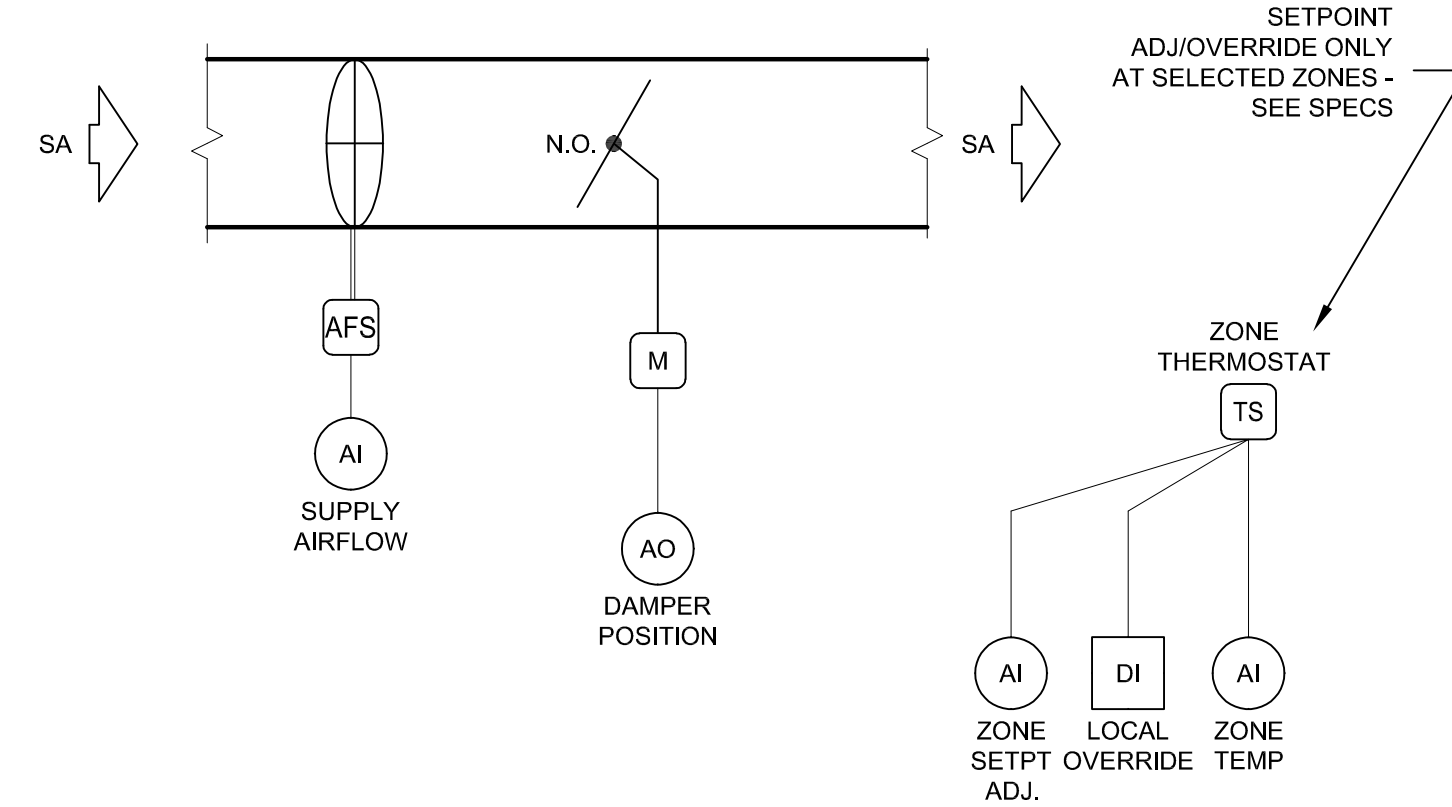 SETPOINT
ADJ/OVERRIDE ONLY
AT SELECTED ZONES -
SEE SPECS
SA
N.O.
SA
AFS
M
ZONE
THERMOSTAT
TS
AI
SUPPLY
AIRFLOW
AO
DAMPER
POSITION
AI
ZONE
SETPT
ADJ.
DI
LOCAL
OVERRIDE
AI
ZONE
TEMP